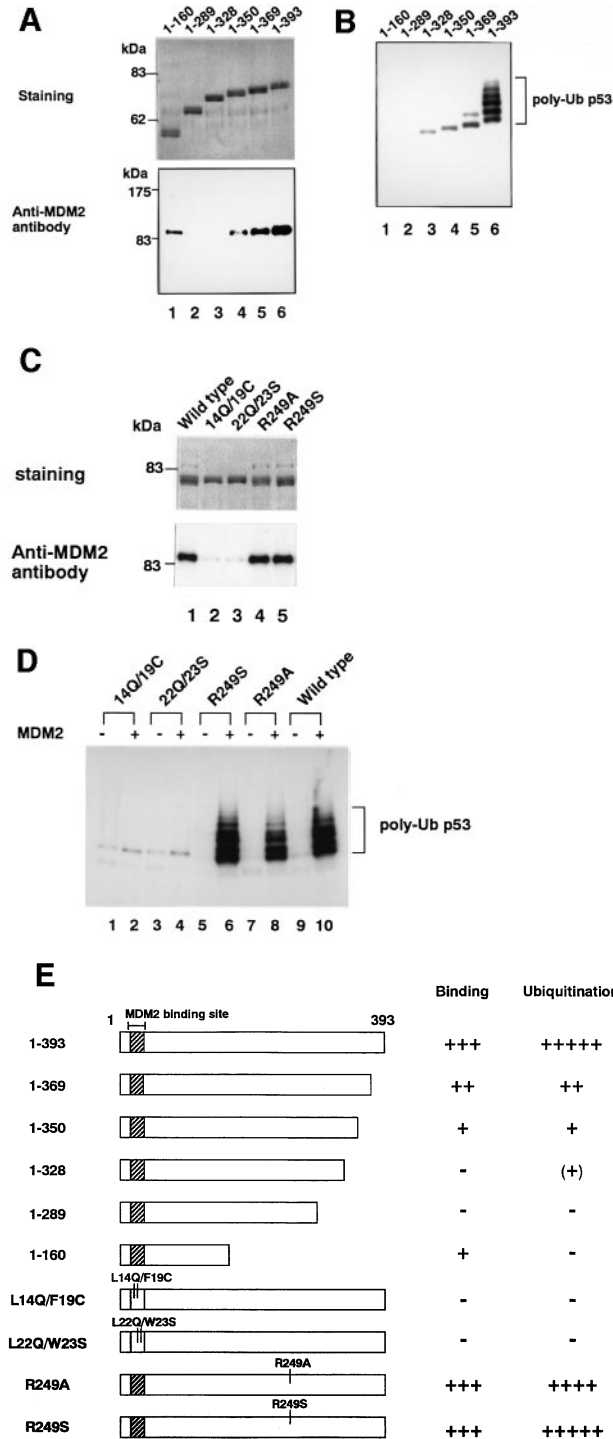 A
1-160 1-289 1-328 1-350 1-369 1-393
kDa
83
Staining
62
kDa
175
Anti-MDM2
antibody
83
1 2 3 4 5 6
B
1-160 1-289 1-328 1-350 1-369 1-393
poly-Ub p53
1 2 3 4 5 6
C
Wild type 14Q/19C 22Q/23S R249A R249S
kDa
83
staining
Anti-MDM2
antibody
83
1 2 3 4 5
D
14Q/19C 22Q/23S R249S R249A Wild type
MDM2 - + - + - + - + - +
poly-Ub p53
1 2 3 4 5 6 7 8 9 10
E
Binding Ubiquitination
1 MDM2 binding site 393
1-393 +++ +++++
1-369 ++ ++
1-350 + +
1-328 - (+)
1-289 - -
1-160 + -
L14Q/F19C
L14Q/F19C - -
L22Q/W23S
L22Q/W23S - -
R249A
R249A +++ ++++
R249S
R249S +++ +++++